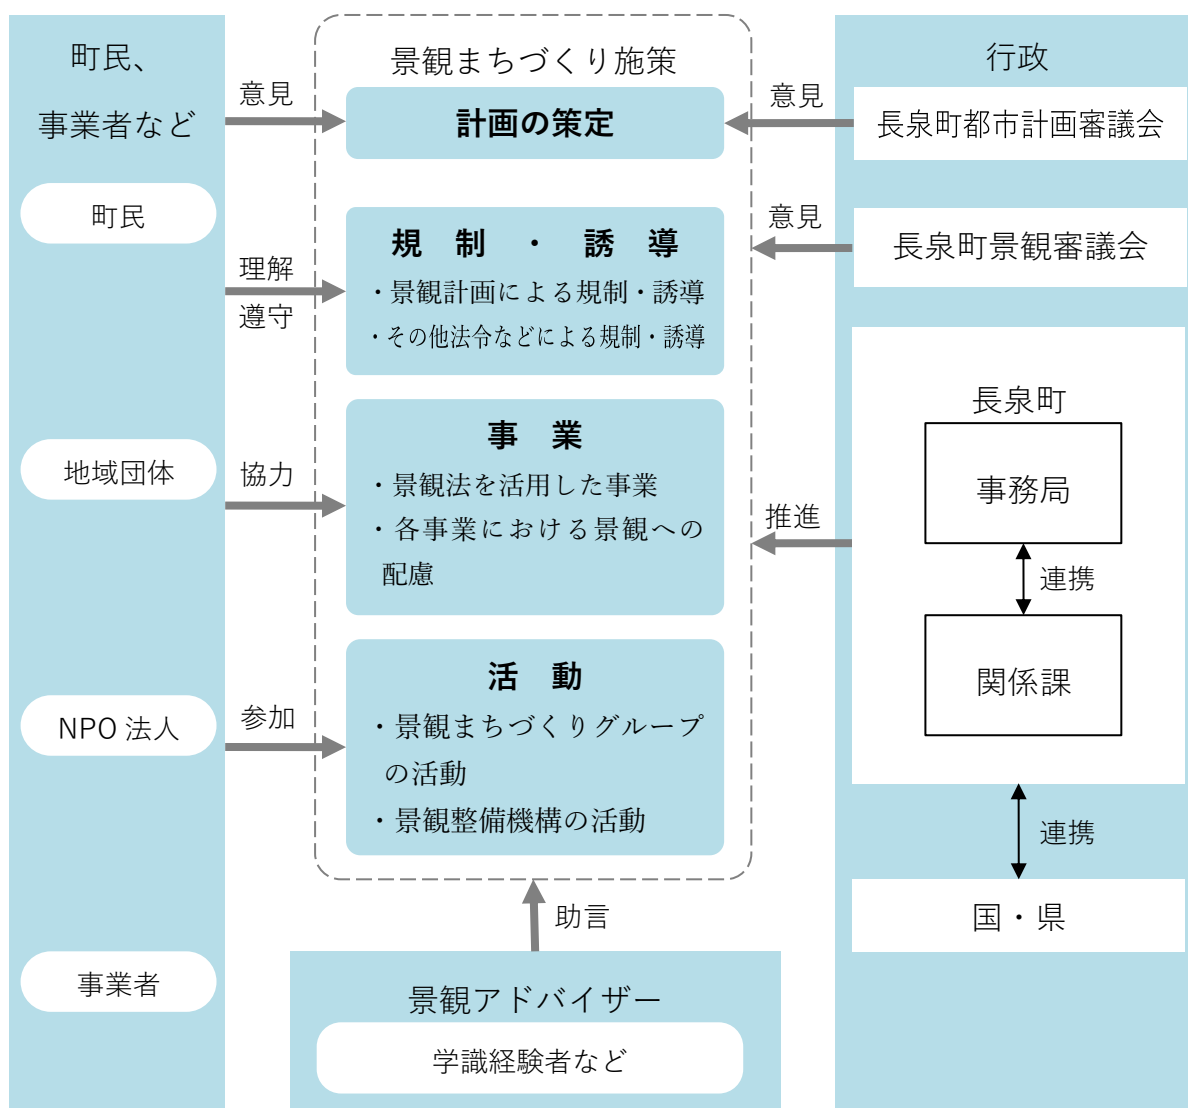 町民、
事業者など
町民
地域団体
NPO 法人
事業者
意見
理解
遵守
協力
参加
景観まちづくり施策
計画の策定
規 制 ・ 誘 導
・景観計画による規制・誘導
・その他法令などによる規制・誘導
事 業
・景観法を活用した事業
・各事業における景観への
配慮
活 動
・景観まちづくりグループ
の活動
・景観整備機構の活動
助言
景観アドバイザー
学識経験者など
意見
意見
推進
行政
長泉町都市計画審議会
長泉町景観審議会
長泉町
事務局
連携
関係課
連携
国・県